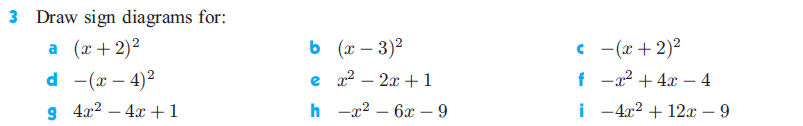 3 Draw sign diagrams for:
a (x + 2)² b (x − 3)² c −(x + 2)²
d −(x − 4)² e x² − 2x + 1 f −x² + 4x − 4
g 4x² − 4x + 1 h −x² − 6x − 9 i −4x² + 12x − 9